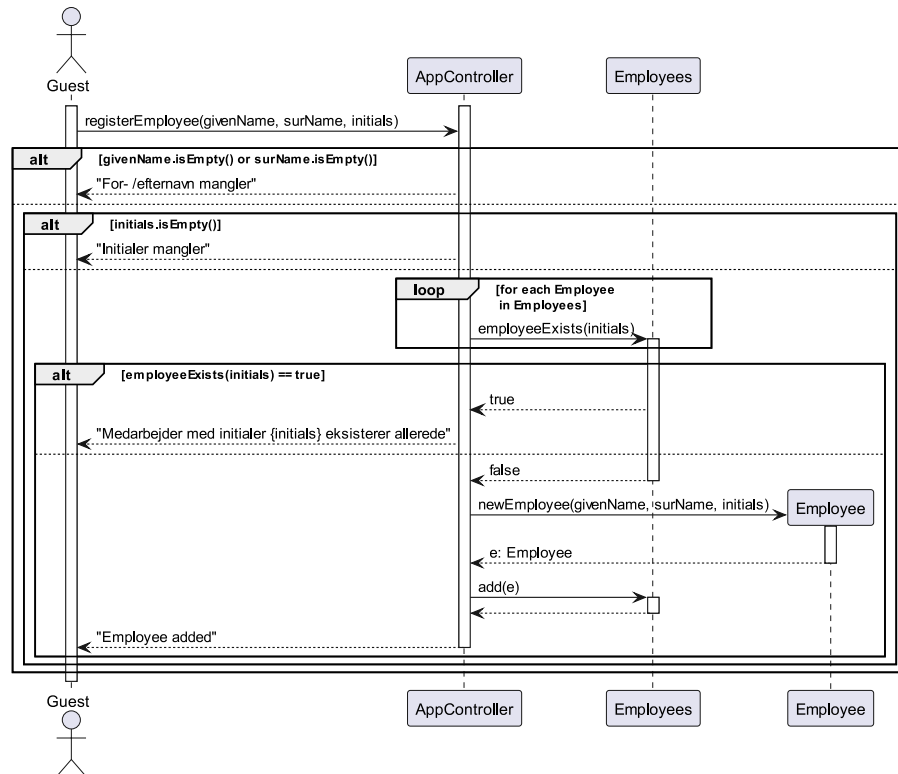 Guest
AppController
Employees
registerEmployee(givenName, surName, initials)
alt
[givenName.isEmpty() or surName.isEmpty()]
"For- /efternavn mangler"
alt
[initials.isEmpty()]
"Initialer mangler"
loop
[for each Employee
in Employees]
employeeExists(initials)
alt
[employeeExists(initials) == true]
true
"Medarbejder med initialer {initials} eksisterer allerede"
false
newEmployee(givenName, surName, initials)
Employee
e: Employee
add(e)
"Employee added"
Guest
AppController
Employees
Employee